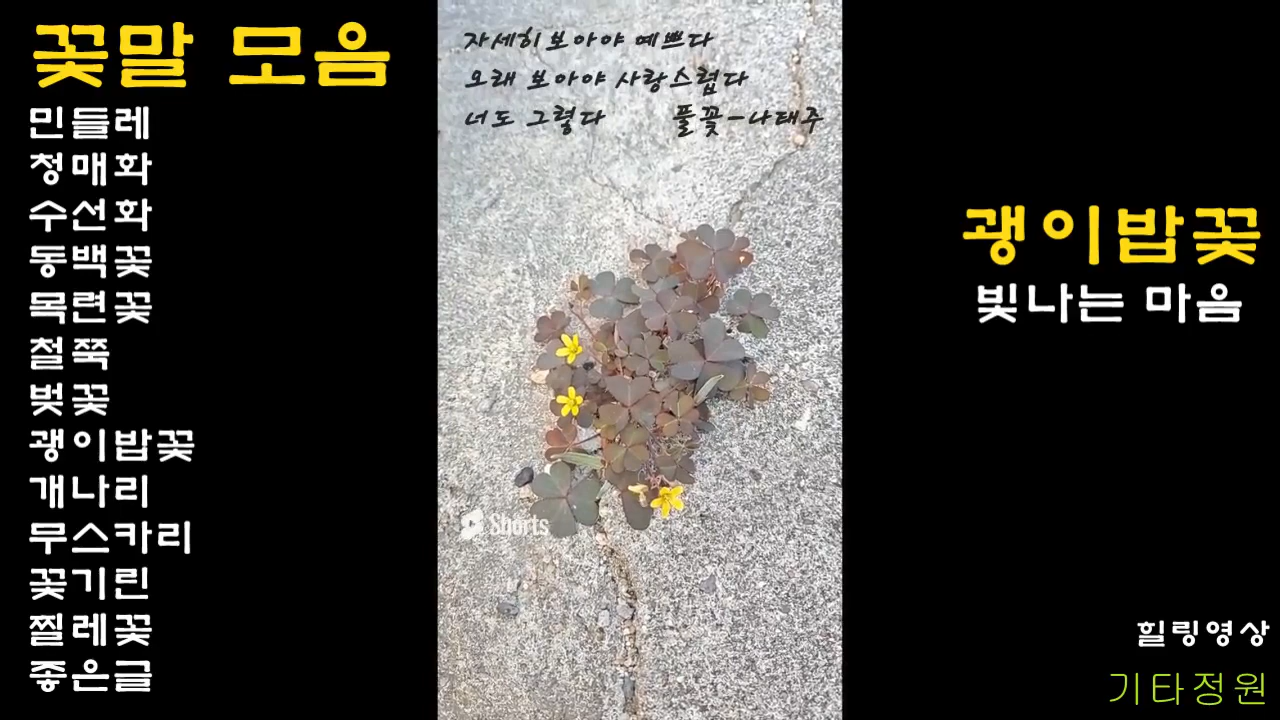 꽃말 모음
민들레
청매화
수선화
동백꽃
목련꽃
철쭉
벚꽃
괭이밥꽃
개나리
무스카리
꽃기린
찔레꽃
좋은글
자세히보아야 예쁘다
오래 보아야 사랑스럽다
너도 그렇다 풀꽃-나태주
Shorts
괭이밥꽃
빛나는 마음
힐링영상
기타정원